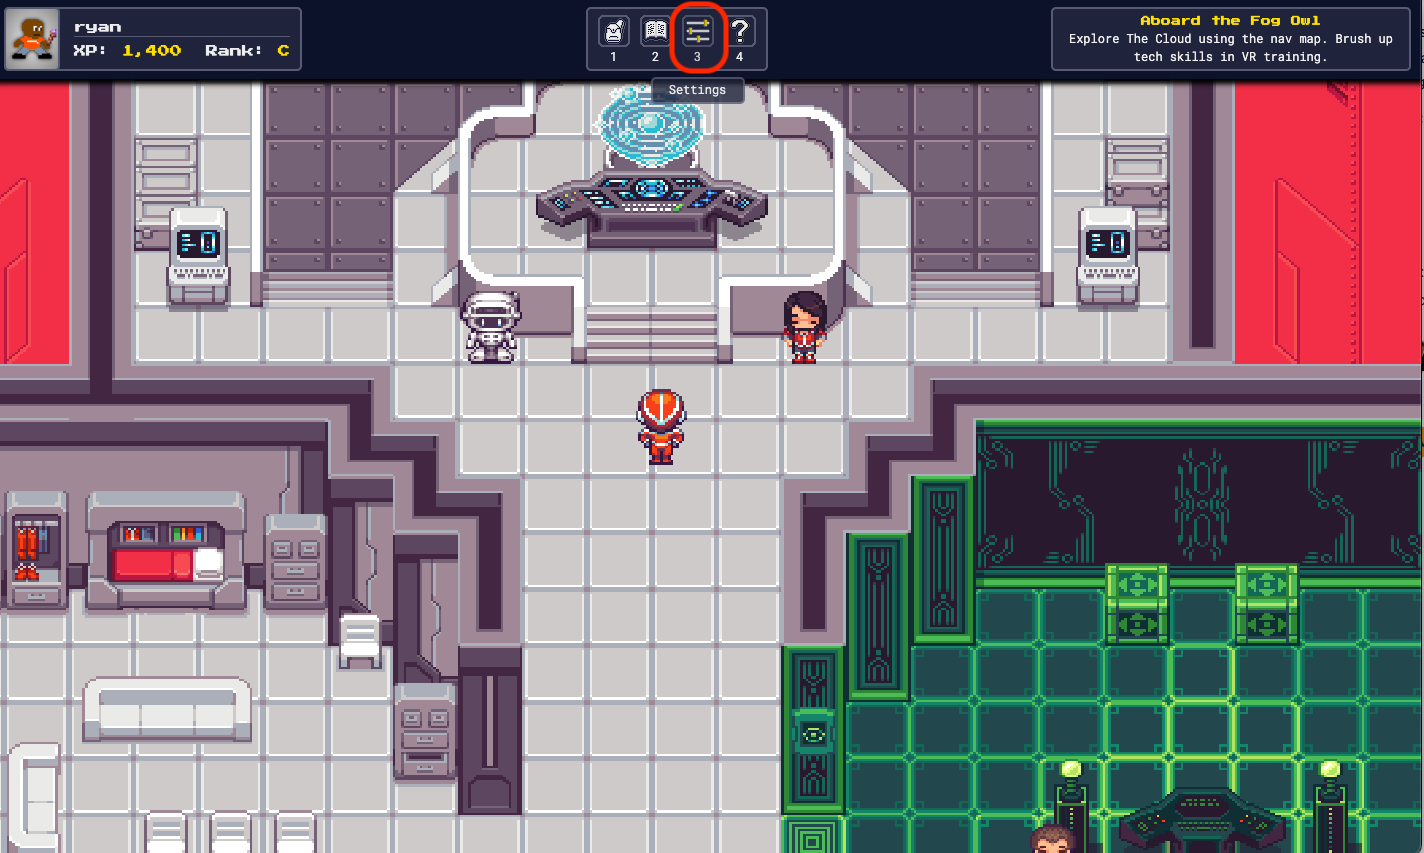 ryan
XP: 1,400 Rank: C
1 2 3 4
Settings
Aboard the Fog Owl
Explore The Cloud using the nav map. Brush up
tech skills in VR training.